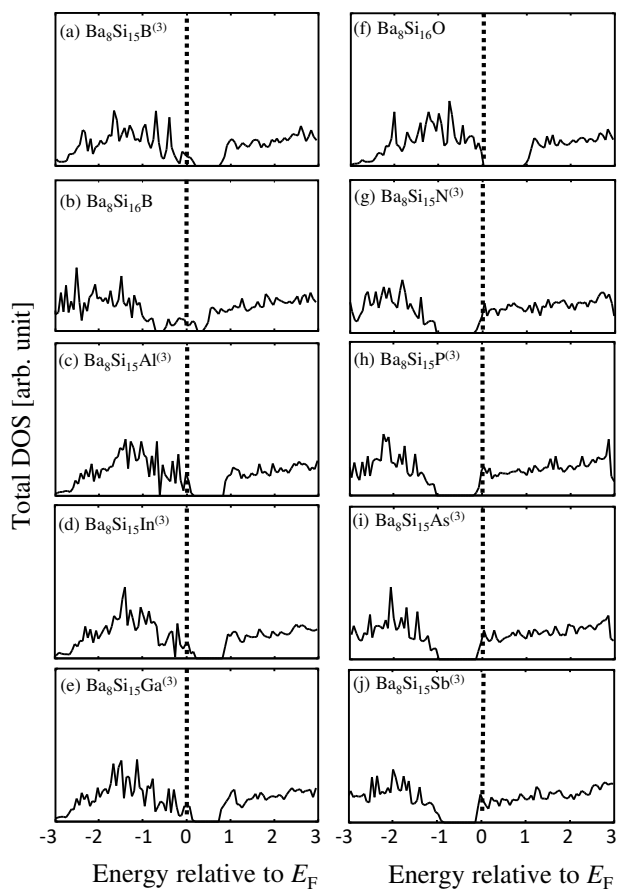 (a) Ba₈Si₁₅B⁽³⁾
(b) Ba₈Si₁₆B
(c) Ba₈Si₁₅Al⁽³⁾
(d) Ba₈Si₁₅In⁽³⁾
(e) Ba₈Si₁₅Ga⁽³⁾
-3 -2 -1 0 1 2 3
Energy relative to E_F
(f) Ba₈Si₁₆O
(g) Ba₈Si₁₅N⁽³⁾
(h) Ba₈Si₁₅P⁽³⁾
(i) Ba₈Si₁₅As⁽³⁾
(j) Ba₈Si₁₅Sb⁽³⁾
-3 -2 -1 0 1 2 3
Energy relative to E_F
Total DOS [arb. unit]